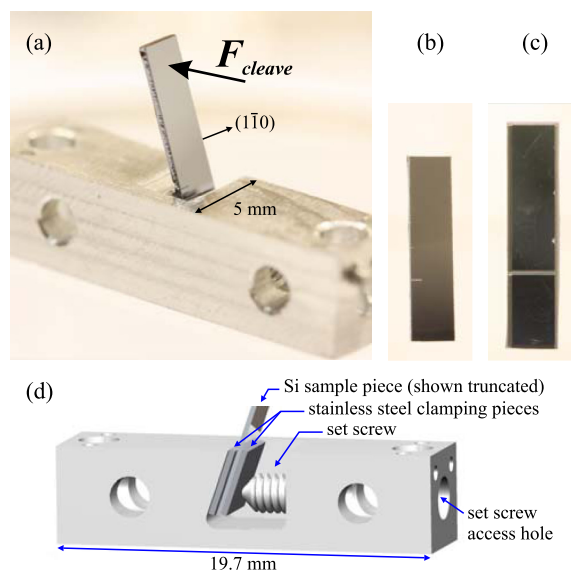 (a)
F cleave
(11̅0)
5 mm
(b)
(c)
(d)
Si sample piece (shown truncated)
stainless steel clamping pieces
set screw
set screw
access hole
19.7 mm